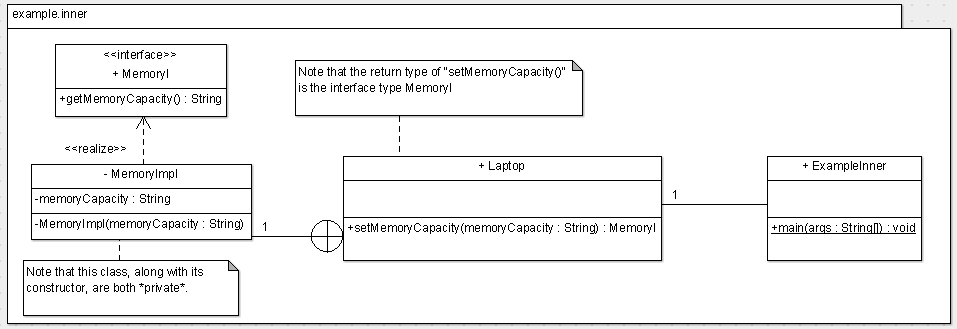 example.inner
<<interface>>
+ MemoryI
+getMemoryCapacity() : String
<<realize>>
- MemoryImpl
-memoryCapacity : String
-MemoryImpl(memoryCapacity : String)
Note that this class, along with its
constructor, are both *private*.
1
Note that the return type of "setMemoryCapacity()"
is the interface type MemoryI
+ Laptop
+setMemoryCapacity(memoryCapacity : String) : MemoryI
1
+ ExampleInner
+main(args : String[]) : void